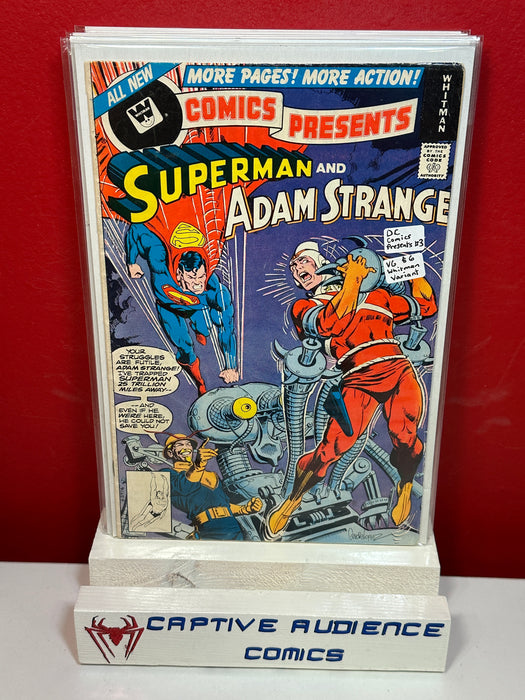 ALL NEW
MORE PAGES! MORE ACTION!
WHITMAN
W
COMICS
PRESENTS
APPROVED
BY THE
COMICS
CODE
AUTHORITY
SUPERMAN AND
ADAM STRANGE
DC
Comics
Presents #3
VG $6
Whitman
Variant
YOUR
STRUGGLES
ARE FUTILE,
ADAM STRANGE!
I'VE TRAPPED
SUPERMAN
25 TRILLION
MILES AWAY--
--AND
EVEN IF HE
WERE HERE,
HE COULD NOT
SAVE YOU!
CAPTIVE AUDIENCE
COMICS